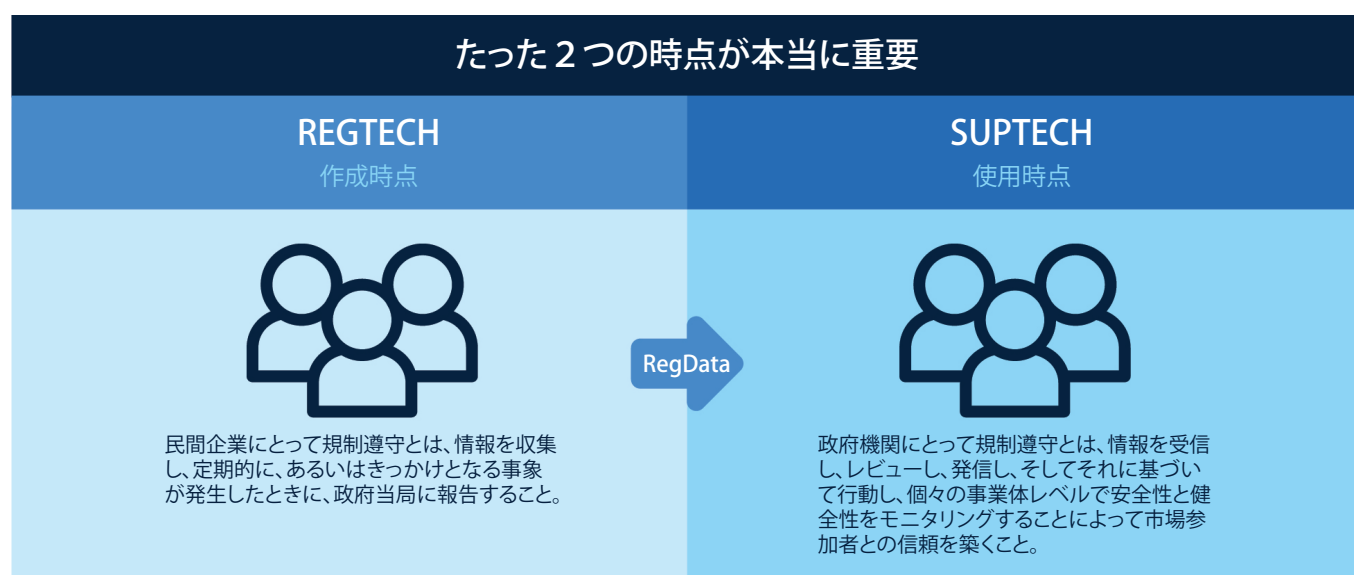 たった２つの時点が本当に重要
REGTECH
作成時点
SUPTECH
使用時点
RegData
民間企業にとって規制遵守とは、情報を収集
し、定期的に、あるいはきっかけとなる事象
が発生したときに、政府当局に報告すること。
政府機関にとって規制遵守とは、情報を受信
し、レビューし、発信し、そしてそれに基づい
て行動し、個々の事業体レベルで安全性と健
全性をモニタリングすることによって市場参
加者との信頼を築くこと。